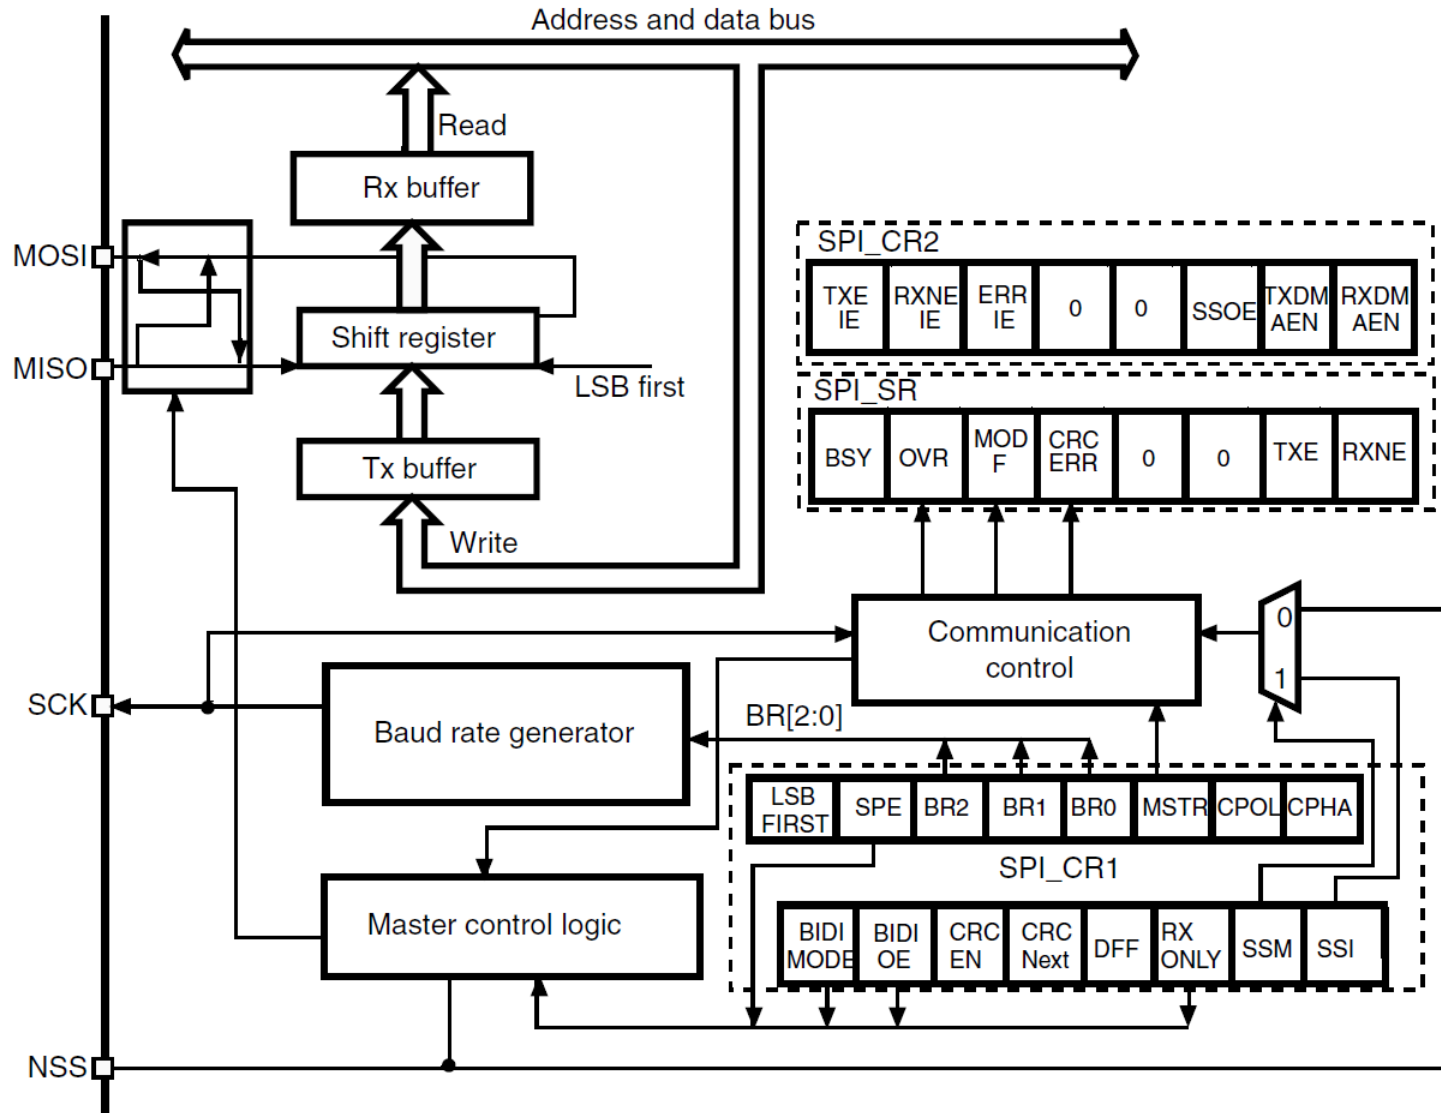 Address and data bus
Read
Rx buffer
MOSI
SPI_CR2
TXE
IE
RXNE
IE
ERR
IE
0
0
SSOE
TXDM
AEN
RXDM
AEN
Shift register
MISO
LSB first
SPI_SR
BSY
OVR
MOD
F
CRC
ERR
0
0
TXE
RXNE
Tx buffer
Write
Communication
control
0
1
SCK
Baud rate generator
BR[2:0]
LSB
FIRST
SPE
BR2
BR1
BR0
MSTR
CPOL
CPHA
SPI_CR1
Master control logic
BIDI
MODE
BIDI
OE
CRC
EN
CRC
Next
DFF
RX
ONLY
SSM
SSI
NSS